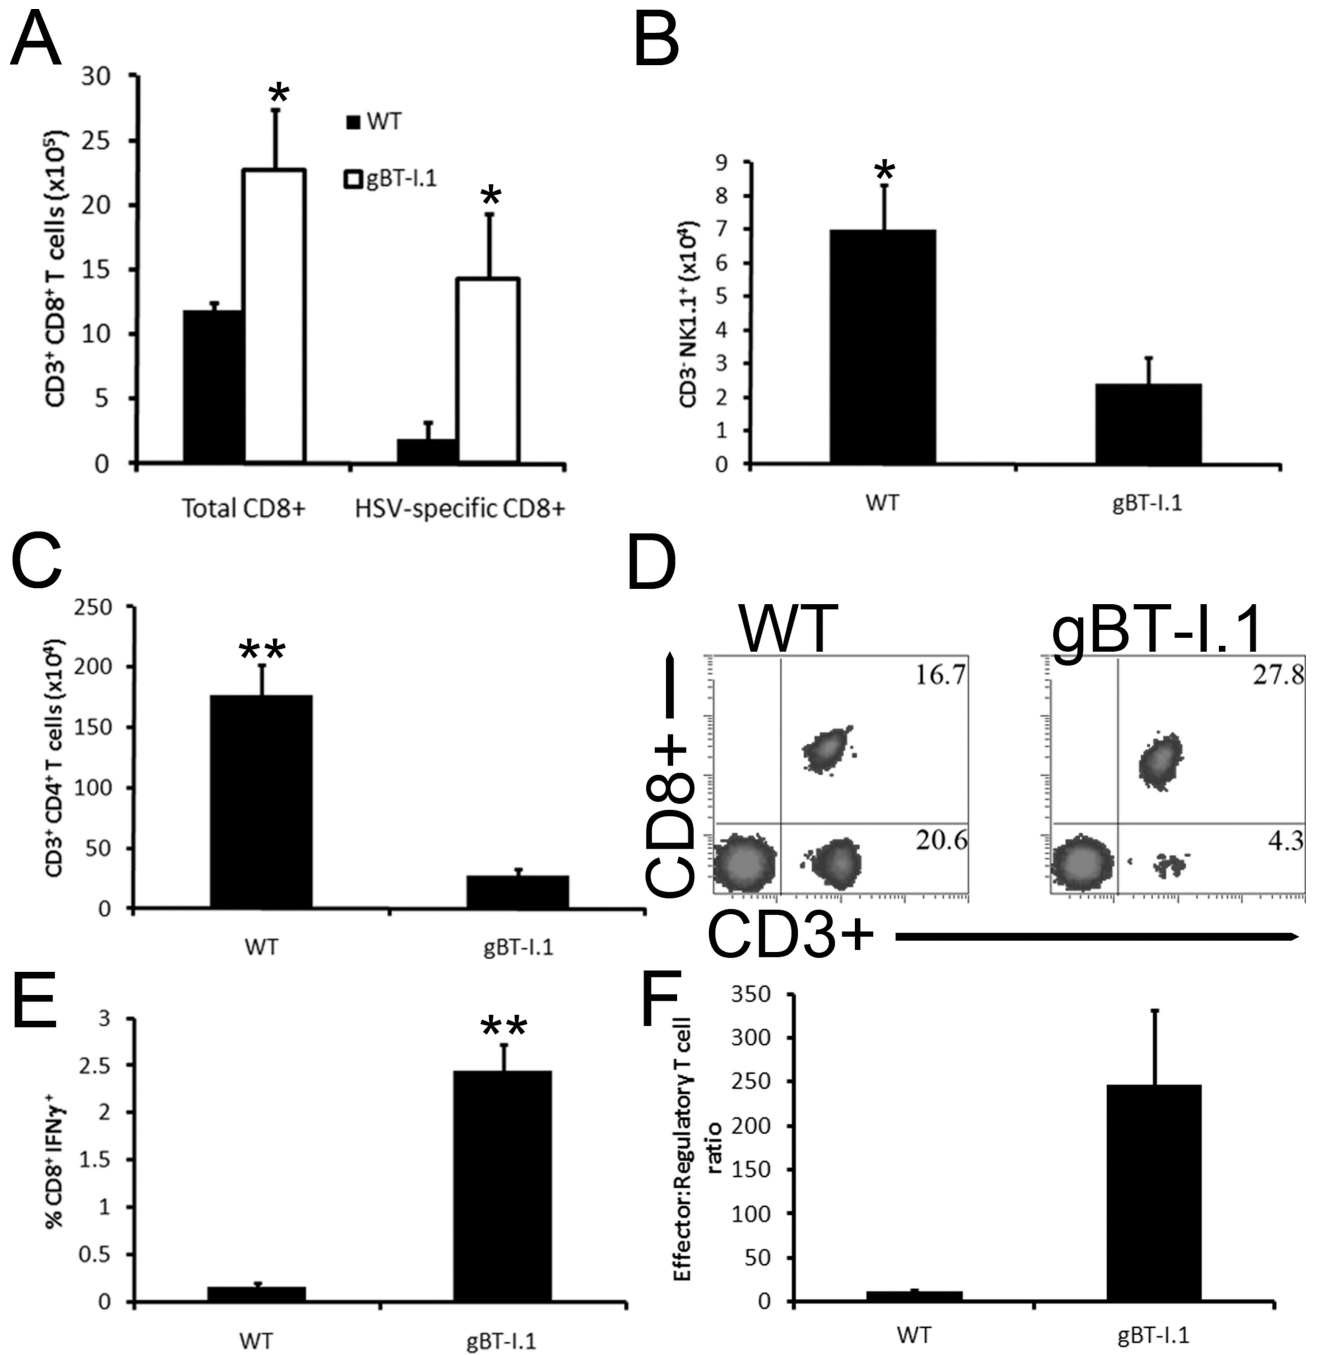 A
30
25
20
15
10
5
0
CD3⁺ CD8⁺ T cells (x10⁵)
*
*
WT
gBT-I.1
Total CD8+
HSV-specific CD8+
B
9
8
7
6
5
4
3
2
1
0
CD3⁻ NK1.1⁺ (x10⁴)
*
WT
gBT-I.1
C
250
200
150
100
50
0
CD3⁺ CD4⁺ T cells (x10⁴)
**
WT
gBT-I.1
D
WT
gBT-I.1
16.7
27.8
20.6
4.3
CD8+
CD3+
E
3
2.5
2
1.5
1
0.5
0
% CD8⁺ IFNγ⁺
**
WT
gBT-I.1
F
350
300
250
200
150
100
50
0
Effector:Regulatory T cell
ratio
WT
gBT-I.1